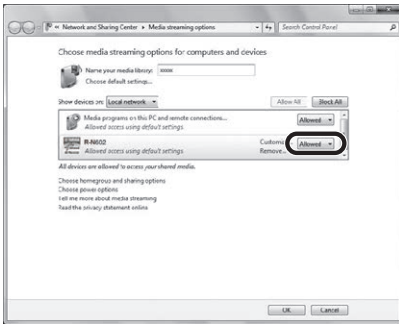 « Network and Sharing Center ▸ Media streaming options
Search Control Panel
Choose media streaming options for computers and devices
Name your media library:
Choose default settings...
Show devices on: Local network
Allow All
Block All
Media programs on this PC and remote connections...
Allowed access using default settings.
Allowed
R-N602
Allowed access using default settings.
Customize...
Remove...
Allowed
All devices are allowed to access your shared media.
Choose homegroup and sharing options
Choose power options
Tell me more about media streaming
Read the privacy statement online
OK
Cancel